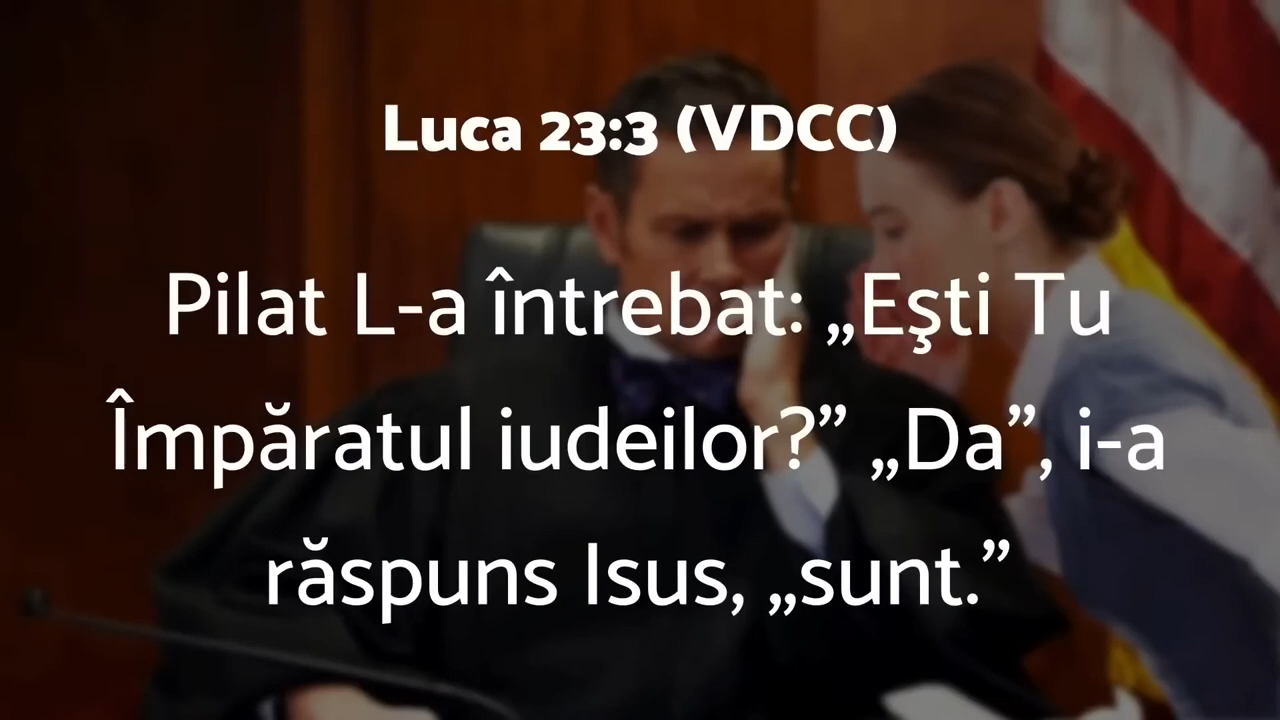 Luca 23:3 (VDCC)
Pilat L-a întrebat: „Eşti Tu
Împăratul iudeilor?” „Da”, i-a
răspuns Isus, „sunt.”